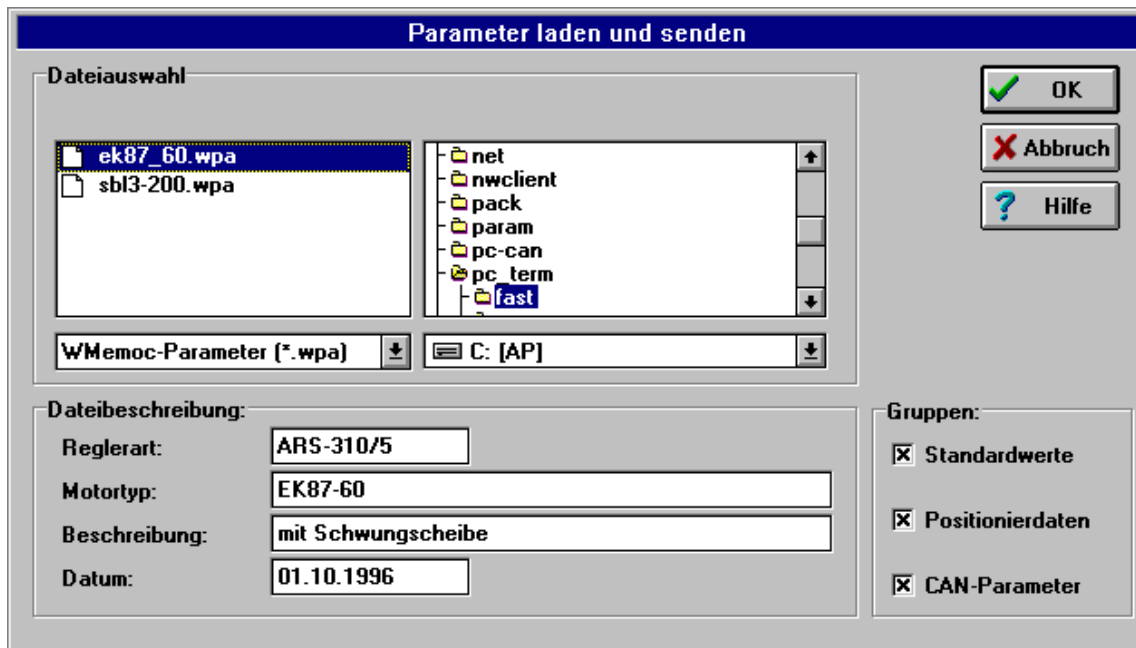 Parameter laden und senden
Dateiauswahl
ek87_60.wpa
sbl3-200.wpa
net
nwclient
pack
param
pc-can
pc_term
fast
WMemoc-Parameter (*.wpa)
C: [AP]
OK
Abbruch
Hilfe
Dateibeschreibung:
Reglerart: ARS-310/5
Motortyp: EK87-60
Beschreibung: mit Schwungscheibe
Datum: 01.10.1996
Gruppen:
Standardwerte
Positionierdaten
CAN-Parameter